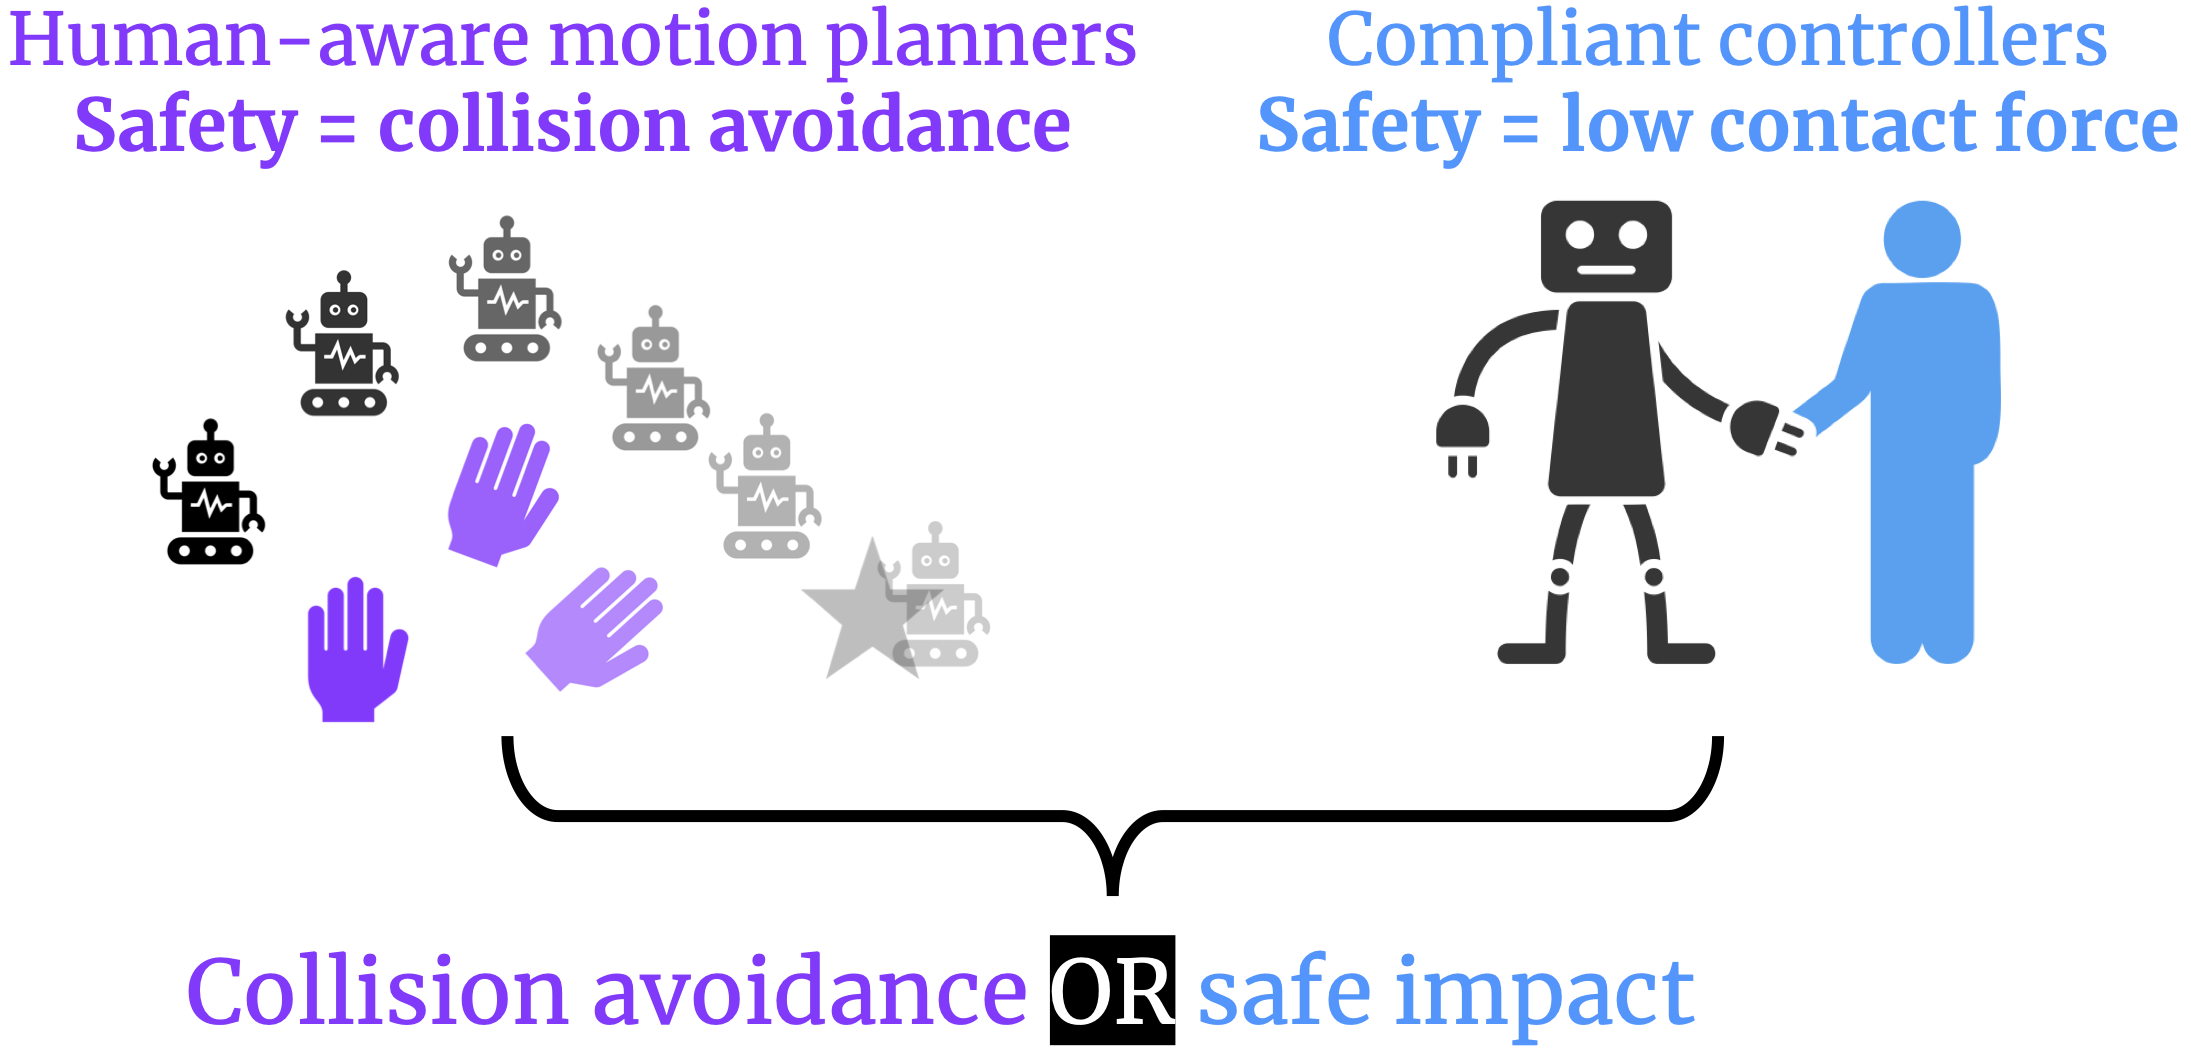 Human-aware motion planners
Safety = collision avoidance
Compliant controllers
Safety = low contact force
Collision avoidance OR safe impact